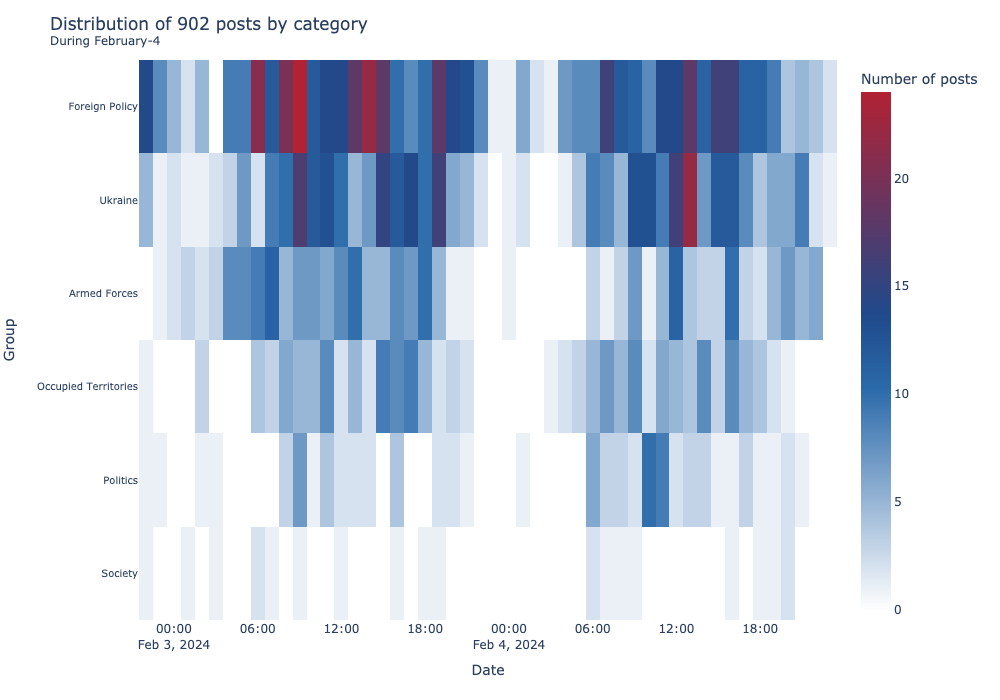 Distribution of 902 posts by category
During February-4
Number of posts
20
15
10
5
0
Group
Foreign Policy
Ukraine
Armed Forces
Occupied Territories
Politics
Society
00:00 06:00 12:00 18:00 00:00 06:00 12:00 18:00
Feb 3, 2024 Feb 4, 2024
Date